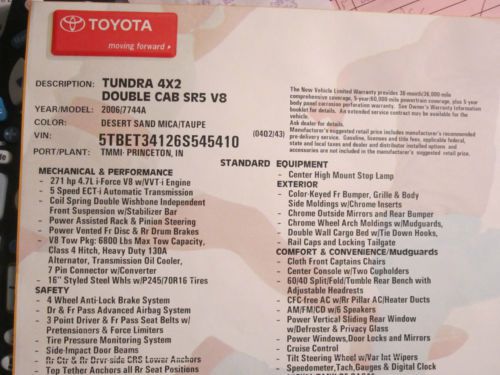 TOYOTA
moving forward
DESCRIPTION: TUNDRA 4X2
DOUBLE CAB SR5 V8
YEAR/MODEL: 2006/7744A
COLOR: DESERT SAND MICA/TAUPE
VIN: 5TBET34126S545410 (0402/43)
PORT/PLANT: TMMI- PRINCETON, IN
The New Vehicle Limited Warranty provides 36-month/36,000-mile
comprehensive coverage, 5-year/60,000 mile powertrain coverage, plus 5-year
body panel corrosion perforation warranty. See Owner's Warranty Information
booklet for details. An extended service contract may be available for the
vehicle.
Ask dealer for details.
Manufacturer's suggested retail price includes manufacturer's recommended
pre-delivery service. Gasoline, licenses and title fees, applicable federal,
state and local taxes and dealer and distributor installed options and
accessories are not included in the manufacturer's suggested retail price.
STANDARD EQUIPMENT
MECHANICAL & PERFORMANCE
- 271 hp 4.7L i-Force V8 w/VVT-i Engine
- 5 Speed ECT-i Automatic Transmission
- Coil Spring Double Wishbone Independent
Front Suspension w/Stabilizer Bar
- Power Assisted Rack & Pinion Steering
- Power Fr Disc & Rr Drum Brakes
- V8 Tow Pkg: 6800 Lbs Max Tow Capacity,
Class 4 Hitch, Heavy Duty 130A
Alternator, Transmission Oil Cooler,
7 Pin Connector w/Converter
- 16" Styled Steel Whls w/P245/70R16 Tires
SAFETY
- 4 Wheel Anti-Lock Brake System
- Dr & Fr Pass Advanced Airbag System
- 3 Point Driver & Fr Pass Seat Belts w/
Pretensioners & Force Limiters
- Tire Pressure Monitoring System
- Side-Impact Door Beams
- Rr Ctr & Rr Drvr side CRS Lower Anchors
- Top Tether Anchors all Rr Seat Positions
- Center High Mount Stop Lamp
EXTERIOR
- Color-Keyed Fr Bumper, Grille & Body
Side Moldings w/Chrome Inserts
- Chrome Outside Mirrors and Rear Bumper
- Chrome Wheel Arch Moldings w/Mudguards,
- Double Wall Cargo Bed w/Tie Down Hooks,
- Rail Caps and Locking Tailgate
COMFORT & CONVENIENCE/Mudguards
- Cloth Front Captains Chairs
- Center Console w/Two Cupholders
- 60/40 Split/Fold/Tumble Rear Bench with
Adjustable Headrests
- CFC-free AC w/Rr Pillar AC/Heater Ducts
- AM/FM/CD w/6 Speakers
- Power Vertical Sliding Rear Window
w/Defroster & Privacy Glass
- Power Windows, Door Locks and Mirrors
- Cruise Control
- Tilt Steering Wheel w/Var Int Wipers
- Speedometer,Tach,Gauges & Digital Clock